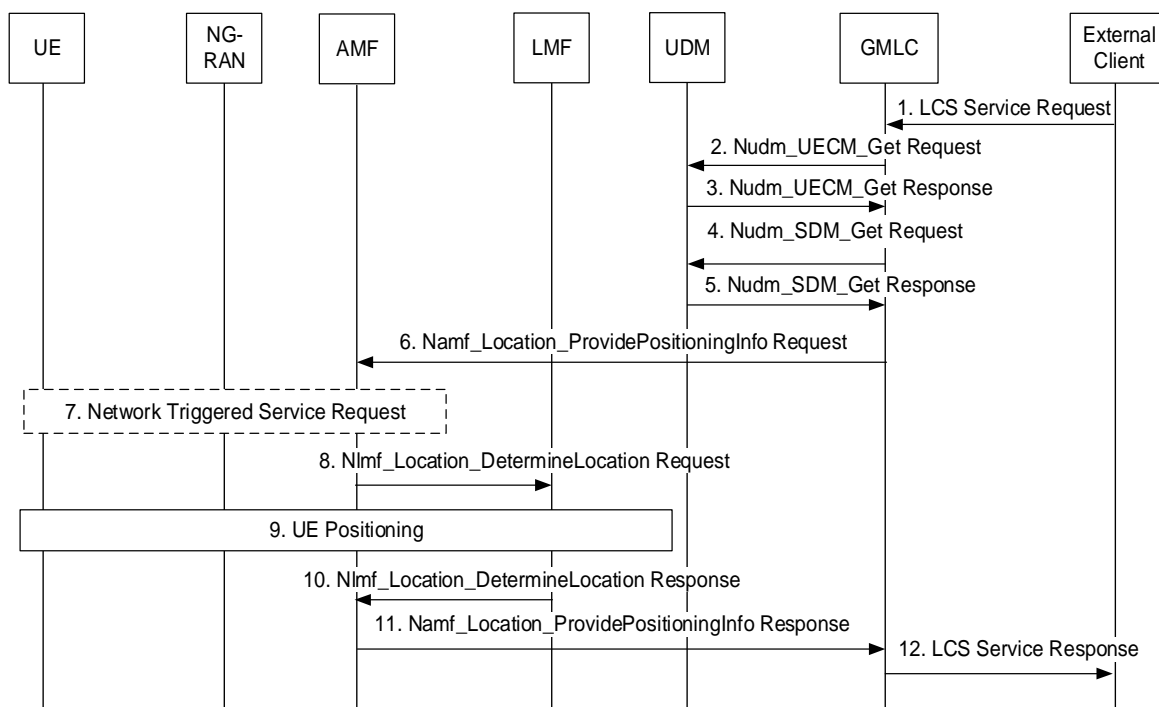 UE
NG-
RAN
AMF
LMF
UDM
GMLC
External
Client
1. LCS Service Request
2. Nudm_UECM_Get Request
3. Nudm_UECM_Get Response
4. Nudm_SDM_Get Request
5. Nudm_SDM_Get Response
6. Namf_Location_ProvidePositioningInfo Request
7. Network Triggered Service Request
8. Nlmf_Location_DetermineLocation Request
9. UE Positioning
10. Nlmf_Location_DetermineLocation Response
11. Namf_Location_ProvidePositioningInfo Response
12. LCS Service Response